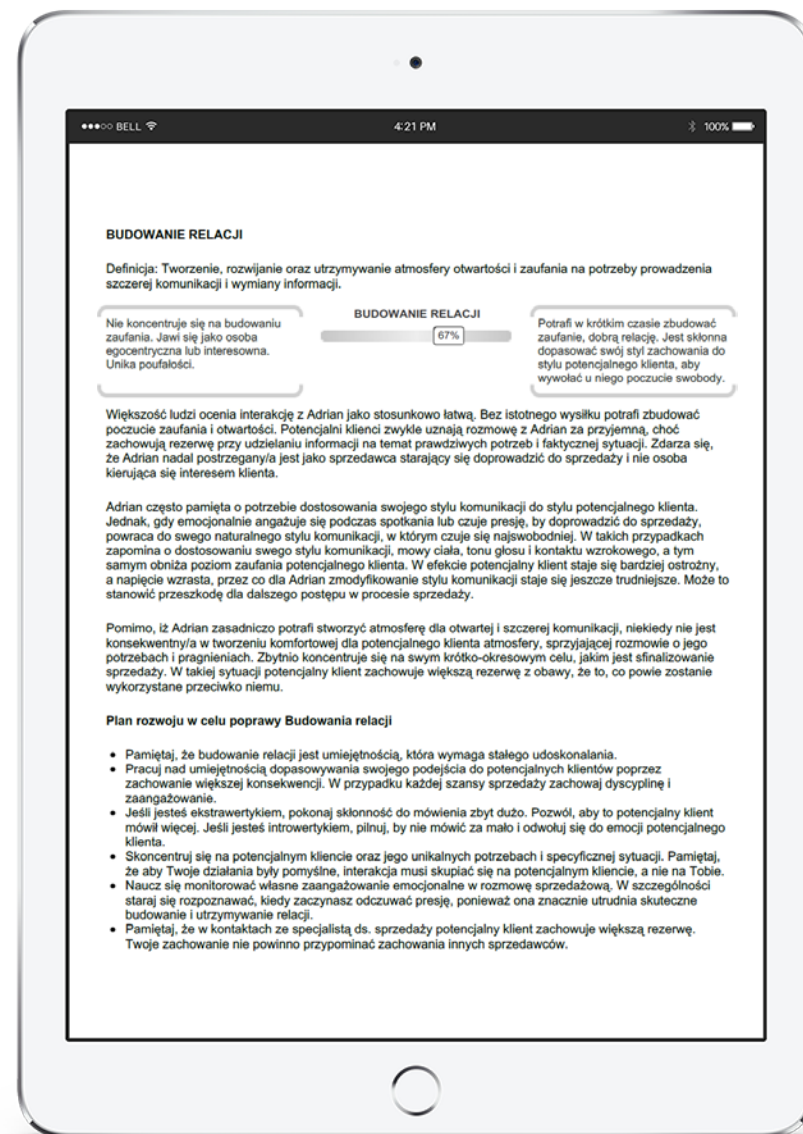 BELL
4:21 PM
100%
BUDOWANIE RELACJI
Definicja: Tworzenie, rozwijanie oraz utrzymywanie atmosfery otwartości i zaufania na potrzeby prowadzenia
szczerej komunikacji i wymiany informacji.
Nie koncentruje się na budowaniu
zaufania. Jawi się jako osoba
egocentryczna lub interesowna.
Unika poufałości.
BUDOWANIE RELACJI
67%
Potrafi w krótkim czasie zbudować
zaufanie, dobrą relację. Jest skłonna
dopasować swój styl zachowania do
stylu potencjalnego klienta, aby
wywołać u niego poczucie swobody.
Większość ludzi ocenia interakcję z Adrian jako stosunkowo łatwą. Bez istotnego wysiłku potrafi zbudować
poczucie zaufania i otwartości. Potencjalni klienci zwykle uznają rozmowę z Adrian za przyjemną, choć
zachowują rezerwę przy udzielaniu informacji na temat prawdziwych potrzeb i faktycznej sytuacji. Zdarza się,
że Adrian nadal postrzegany/a jest jako sprzedawca starający się doprowadzić do sprzedaży i nie osoba
kierująca się interesem klienta.
Adrian często pamięta o potrzebie dostosowania swojego stylu komunikacji do stylu potencjalnego klienta.
Jednak, gdy emocjonalnie angażuje się podczas spotkania lub czuje presję, by doprowadzić do sprzedaży,
powraca do swego naturalnego stylu komunikacji, w którym czuje się najswobodniej. W takich przypadkach
zapomina o dostosowaniu swego stylu komunikacji, mowy ciała, tonu głosu i kontaktu wzrokowego, a tym
samym obniża poziom zaufania potencjalnego klienta. W efekcie potencjalny klient staje się bardziej ostrożny,
a napięcie wzrasta, przez co dla Adrian zmodyfikowanie stylu komunikacji staje się jeszcze trudniejsze. Może to
stanowić przeszkodę dla dalszego postępu w procesie sprzedaży.
Pomimo, iż Adrian zasadniczo potrafi stworzyć atmosferę dla otwartej i szczerej komunikacji, niekiedy nie jest
konsekwentny/a w tworzeniu komfortowej dla potencjalnego klienta atmosfery, sprzyjającej rozmowie o jego
potrzebach i pragnieniach. Zbytnio koncentruje się na swym krótko-okresowym celu, jakim jest sfinalizowanie
sprzedaży. W takiej sytuacji potencjalny klient zachowuje większą rezerwę z obawy, że to, co powie zostanie
wykorzystane przeciwko niemu.
Plan rozwoju w celu poprawy Budowania relacji
• Pamiętaj, że budowanie relacji jest umiejętnością, która wymaga stałego udoskonalania.
• Pracuj nad umiejętnością dopasowywania swojego podejścia do potencjalnych klientów poprzez
zachowanie większej konsekwencji. W przypadku każdej szansy sprzedaży zachowaj dyscyplinę i
zaangażowanie.
• Jeśli jesteś ekstrawertykiem, pokonaj skłonność do mówienia zbyt dużo. Pozwól, aby to potencjalny klient
mówił więcej. Jeśli jesteś introwertykiem, pilnuj, by nie mówić za mało i odwołuj się do emocji potencjalnego
klienta.
• Skoncentruj się na potencjalnym kliencie oraz jego unikalnych potrzebach i specyficznej sytuacji. Pamiętaj,
że aby Twoje działania były pomyślne, interakcja musi skupiać się na potencjalnym kliencie, a nie na Tobie.
• Naucz się monitorować własne zaangażowanie emocjonalne w rozmowę sprzedażową. W szczególności
staraj się rozpoznawać, kiedy zaczynasz odczuwać presję, ponieważ ona znacznie utrudnia skuteczne
budowanie i utrzymywanie relacji.
• Pamiętaj, że w kontaktach ze specjalistą ds. sprzedaży potencjalny klient zachowuje większą rezerwę.
Twoje zachowanie nie powinno przypominać zachowania innych sprzedawców.